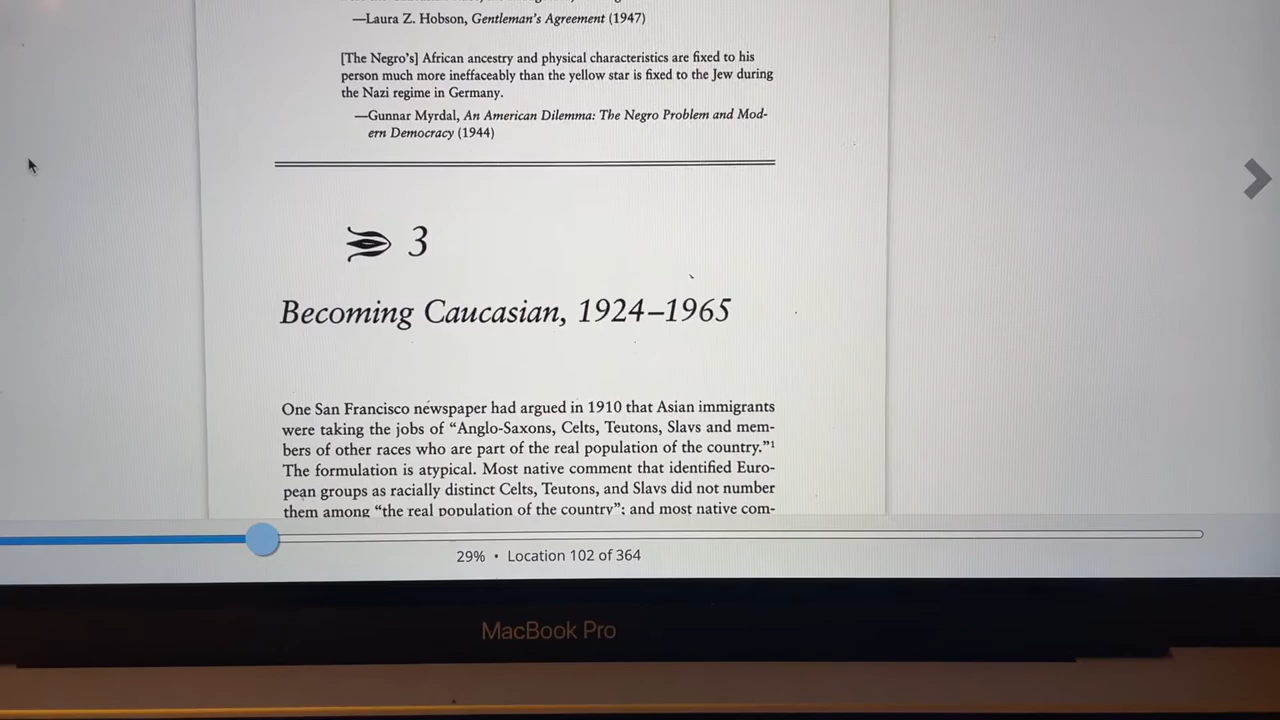 —Laura Z. Hobson, Gentleman's Agreement (1947)
[The Negro's] African ancestry and physical characteristics are fixed to his
person much more ineffaceably than the yellow star is fixed to the Jew during
the Nazi regime in Germany.
—Gunnar Myrdal, An American Dilemma: The Negro Problem and Mod-
ern Democracy (1944)
3
Becoming Caucasian, 1924–1965
One San Francisco newspaper had argued in 1910 that Asian immigrants
were taking the jobs of “Anglo-Saxons, Celts, Teutons, Slavs and mem-
bers of other races who are part of the real population of the country.”1
The formulation is atypical. Most native comment that identified Euro-
pean groups as racially distinct Celts, Teutons, and Slavs did not number
them among “the real population of the country”; and most native com-
29% • Location 102 of 364
MacBook Pro